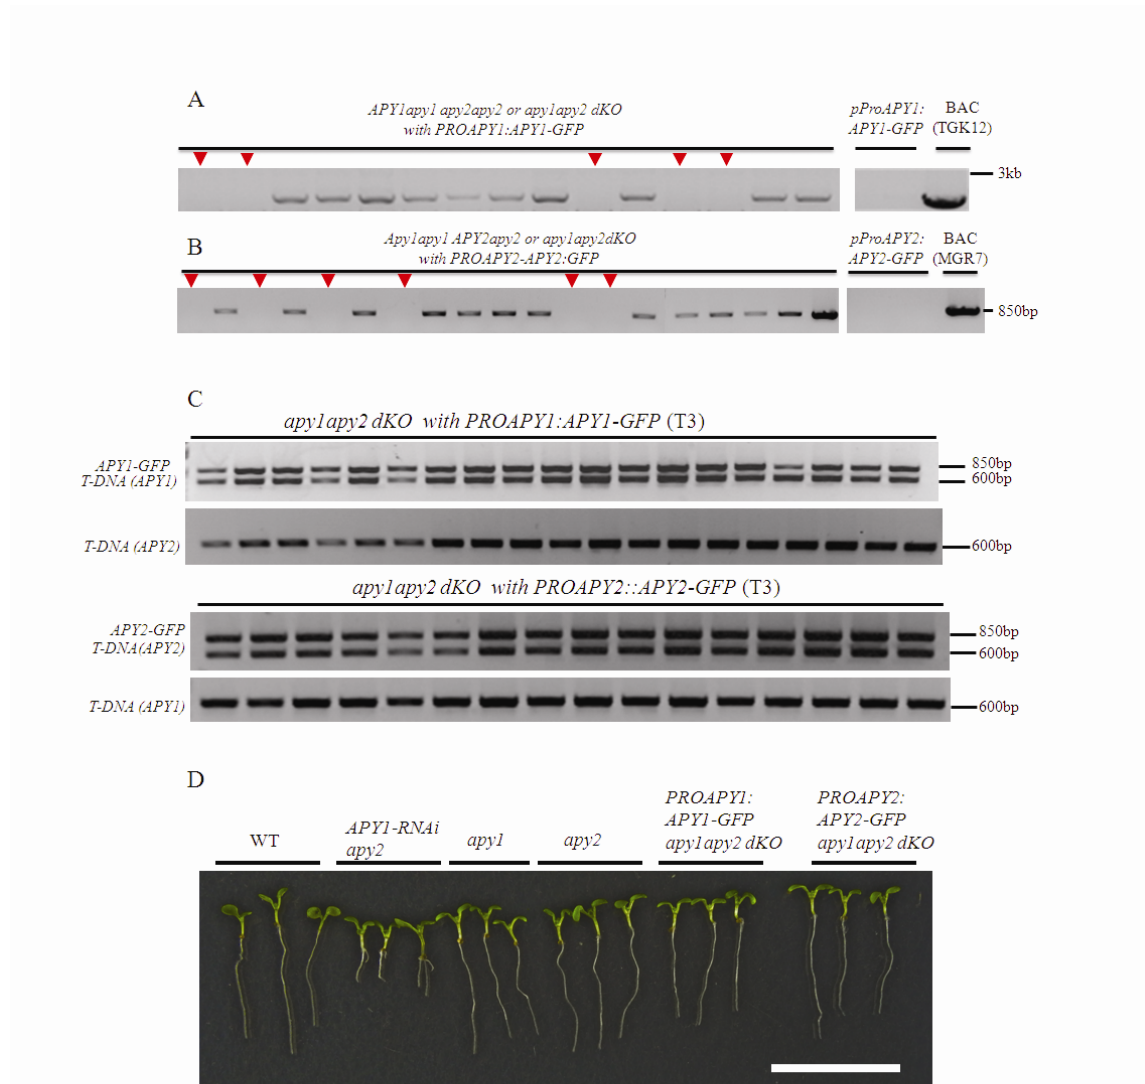 A
APY1apy1 apy2apy2 or apy1apy2 dKO
with PROAPY1:APY1-GFP
pProAPY1:
APY1-GFP
BAC
(TGK12)
3kb
B
Apy1apy1 APY2apy2 or apy1apy2dKO
with PROAPY2-APY2:GFP
pProAPY2:
APY2-GFP
BAC
(MGR7)
850bp
C
apy1apy2 dKO with PROAPY1:APY1-GFP (T3)
APY1-GFP
T-DNA (APY1)
850bp
600bp
T-DNA (APY2)
600bp
apy1apy2 dKO with PROAPY2::APY2-GFP (T3)
APY2-GFP
T-DNA(APY2)
850bp
600bp
T-DNA (APY1)
600bp
D
WT
APY1-RNAi
apy2
apy1
apy2
PROAPY1:
APY1-GFP
apy1apy2 dKO
PROAPY2:
APY2-GFP
apy1apy2 dKO